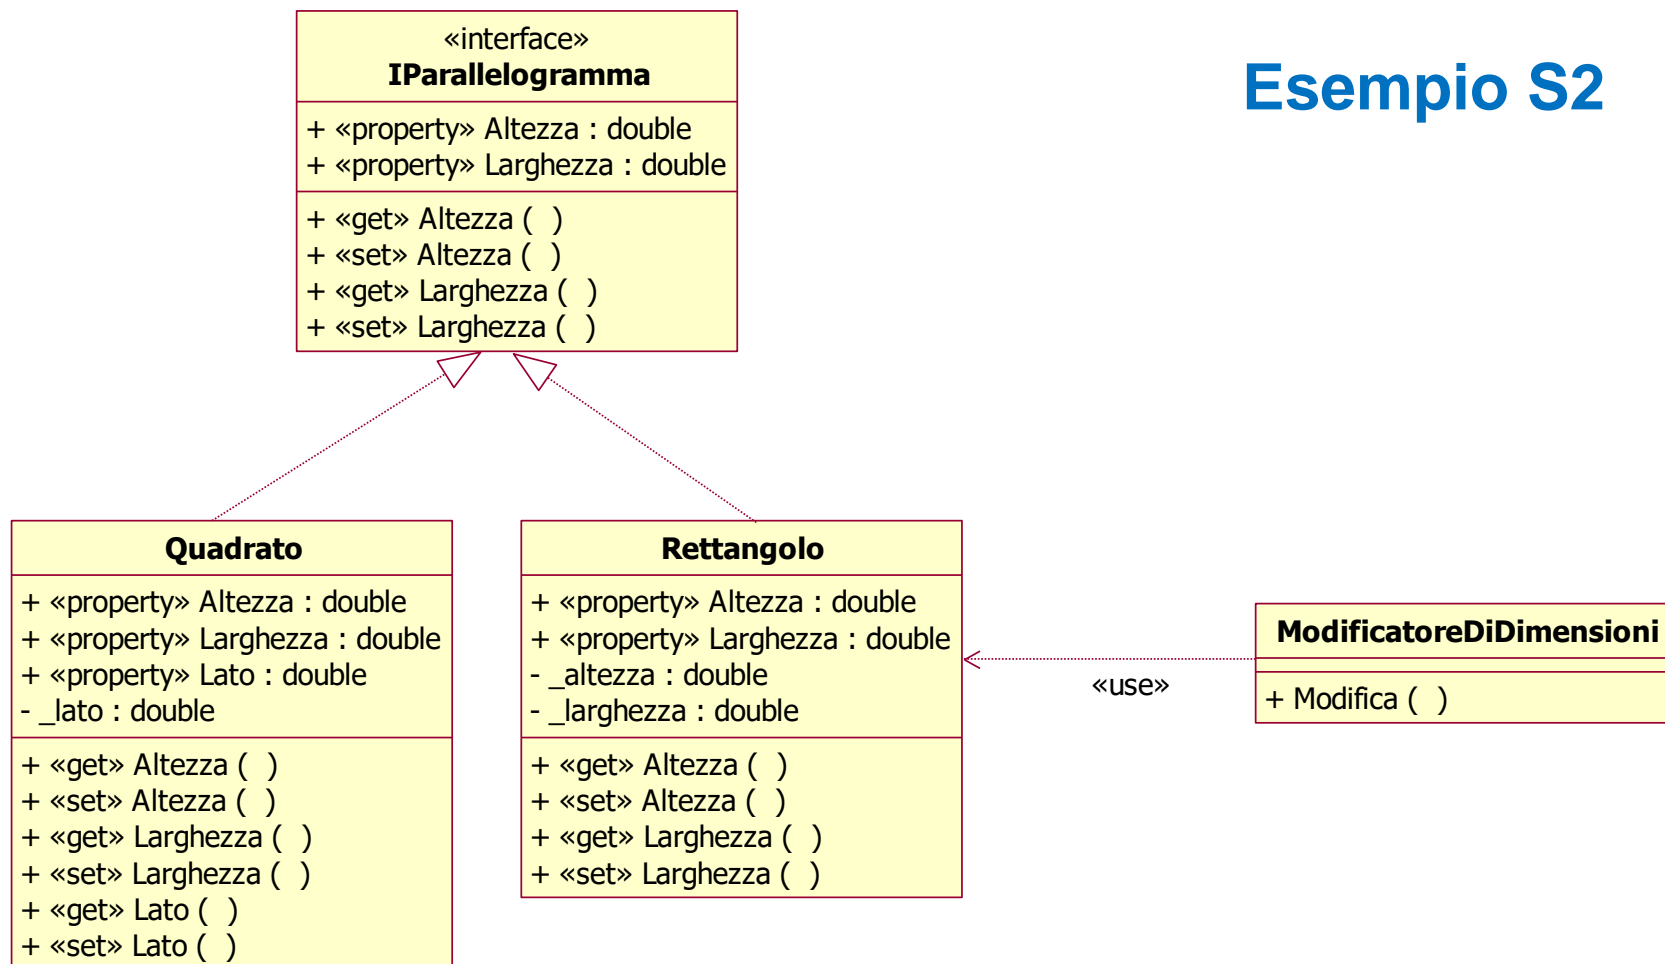 «interface»
IParallelogramma
+ «property» Altezza : double
+ «property» Larghezza : double
+ «get» Altezza ( )
+ «set» Altezza ( )
+ «get» Larghezza ( )
+ «set» Larghezza ( )
Esempio S2
Quadrato
+ «property» Altezza : double
+ «property» Larghezza : double
+ «property» Lato : double
- _lato : double
+ «get» Altezza ( )
+ «set» Altezza ( )
+ «get» Larghezza ( )
+ «set» Larghezza ( )
+ «get» Lato ( )
+ «set» Lato ( )
Rettangolo
+ «property» Altezza : double
+ «property» Larghezza : double
- _altezza : double
- _larghezza : double
+ «get» Altezza ( )
+ «set» Altezza ( )
+ «get» Larghezza ( )
+ «set» Larghezza ( )
«use»
ModificatoreDiDimensioni
+ Modifica ( )